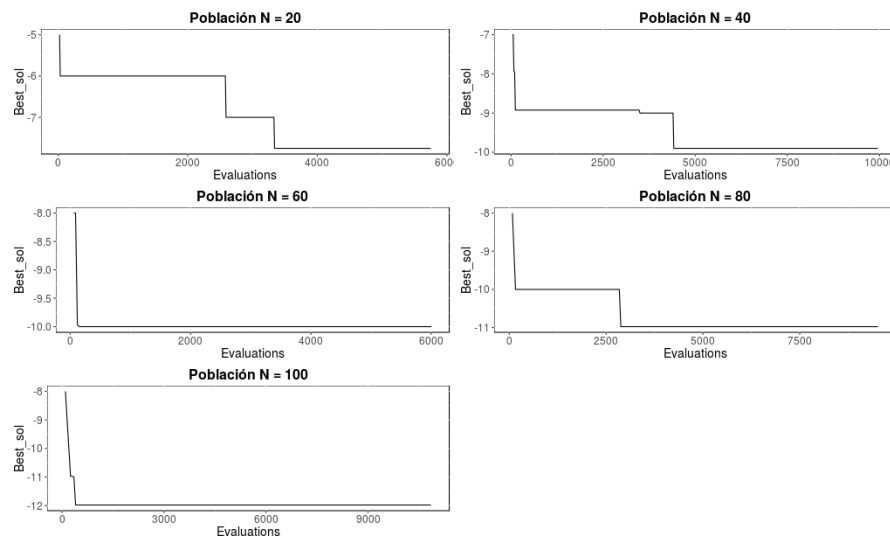 Población N = 20
Best_sol
-5
-6
-7
0
2000
4000
600
Evaluations
Población N = 40
Best_sol
-7
-8
-9
-10
0
2500
5000
7500
10000
Evaluations
Población N = 60
Best_sol
-8.0
-8.5
-9.0
-9.5
-10.0
0
2000
4000
6000
Evaluations
Población N = 80
Best_sol
-8
-9
-10
-11
0
2500
5000
7500
Evaluations
Población N = 100
Best_sol
-8
-9
-10
-11
-12
0
3000
6000
9000
Evaluations